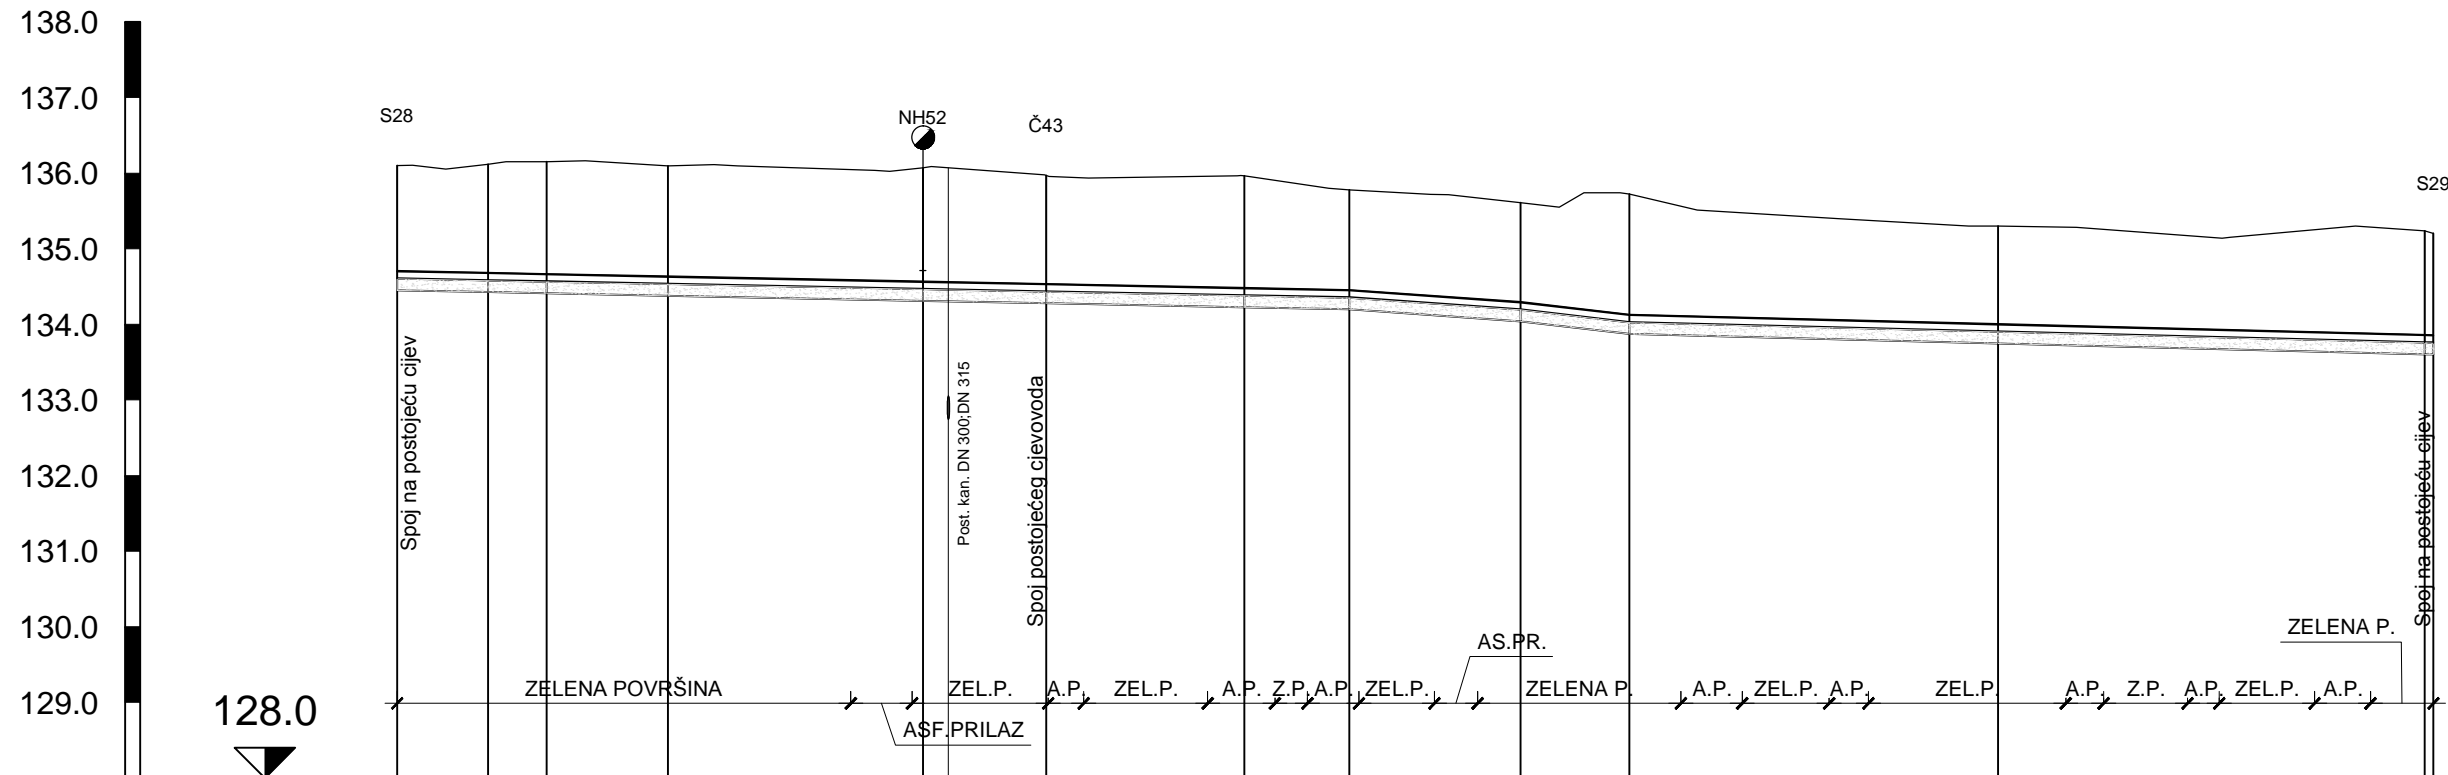 138.0
137.0
136.0
135.0
134.0
133.0
132.0
131.0
130.0
129.0
128.0
S28
NH52
Č43
S29
Spoj na postojeću cijev
Post. kan. DN 300;DN 315
Spoj postojećeg cjevovoda
Spoj na postojeću cijev
ZELENA POVRŠINA
ASF.PRILAZ
ZEL.P.
A.P.
ZEL.P.
A.P.
Z.P.
A.P.
ZEL.P.
AS.PR.
ZELENA P.
A.P.
ZEL.P.
A.P.
ZEL.P.
A.P.
Z.P.
A.P.
ZEL.P.
A.P.
ZELENA P.